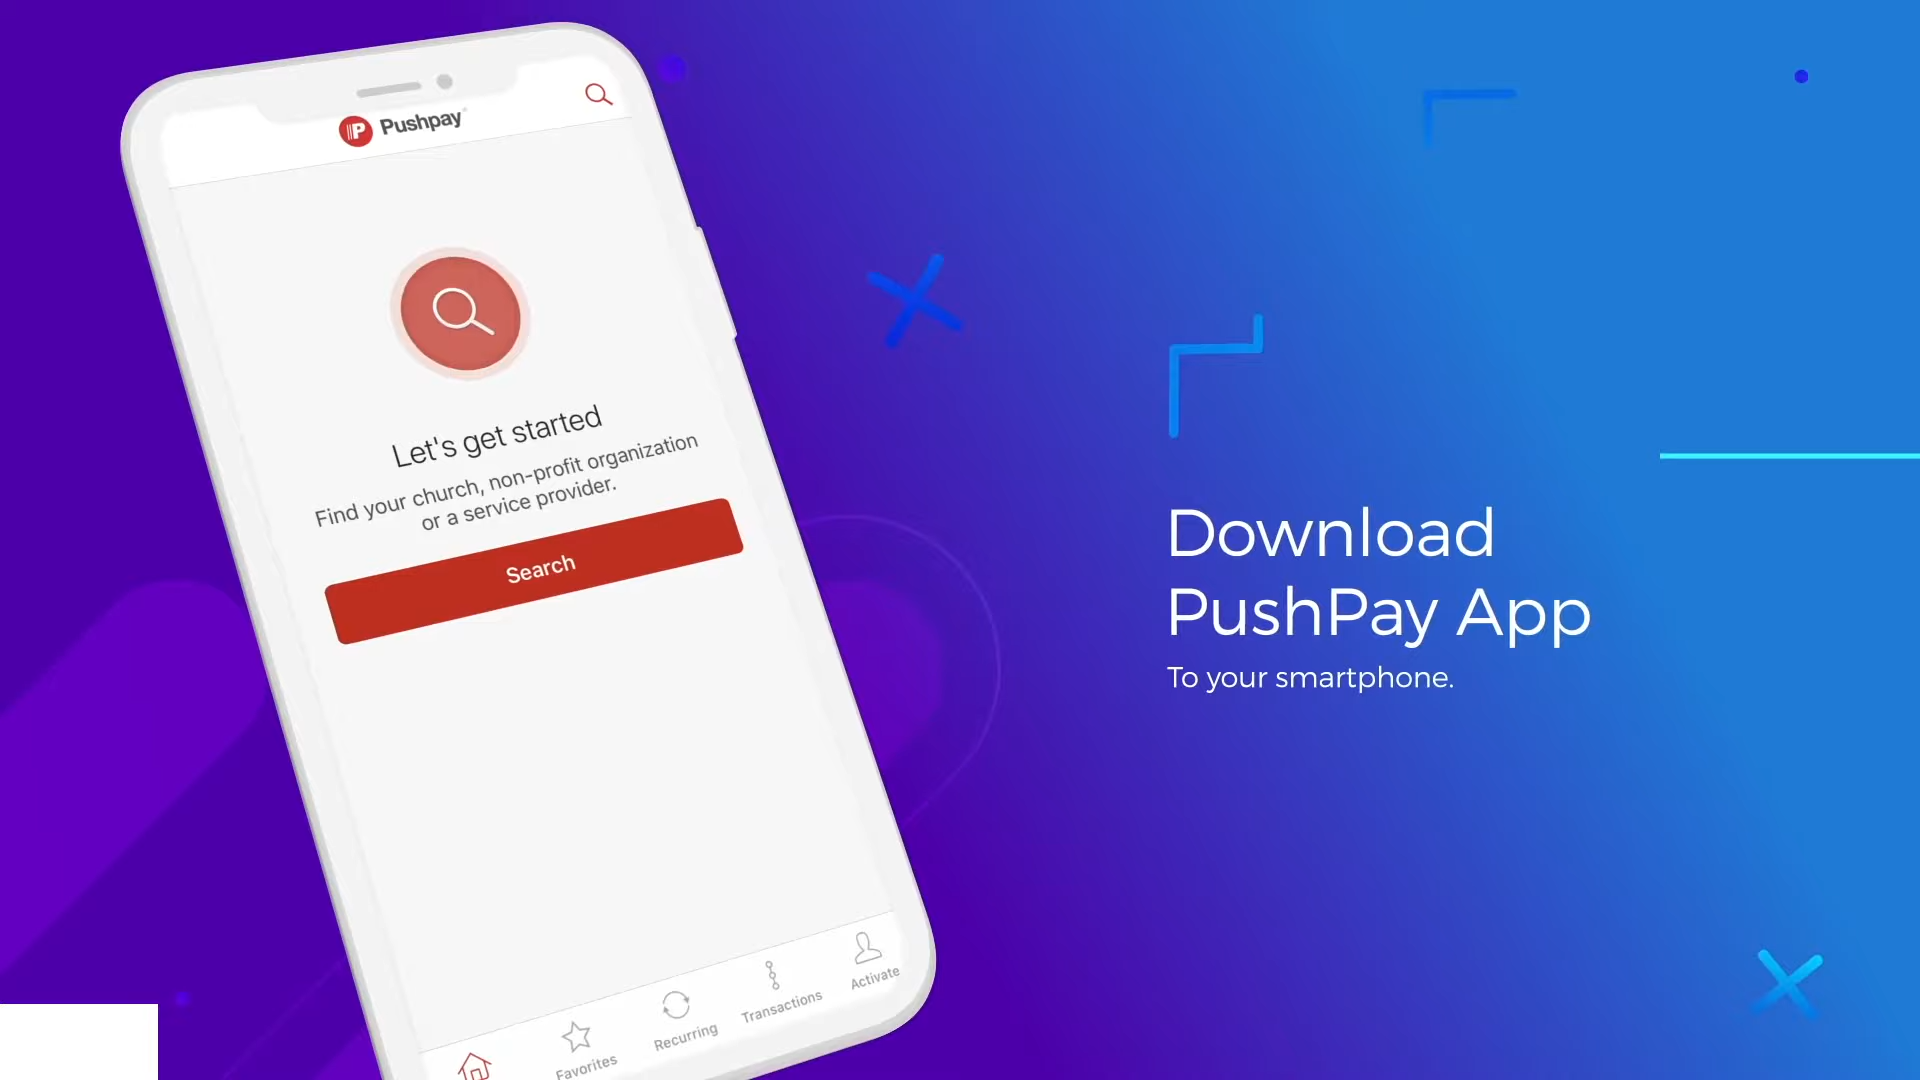 Pushpay
Let's get started
Find your church, non-profit organization
or a service provider.
Search
Favorites
Recurring
Transactions
Activate
Download
PushPay App
To your smartphone.